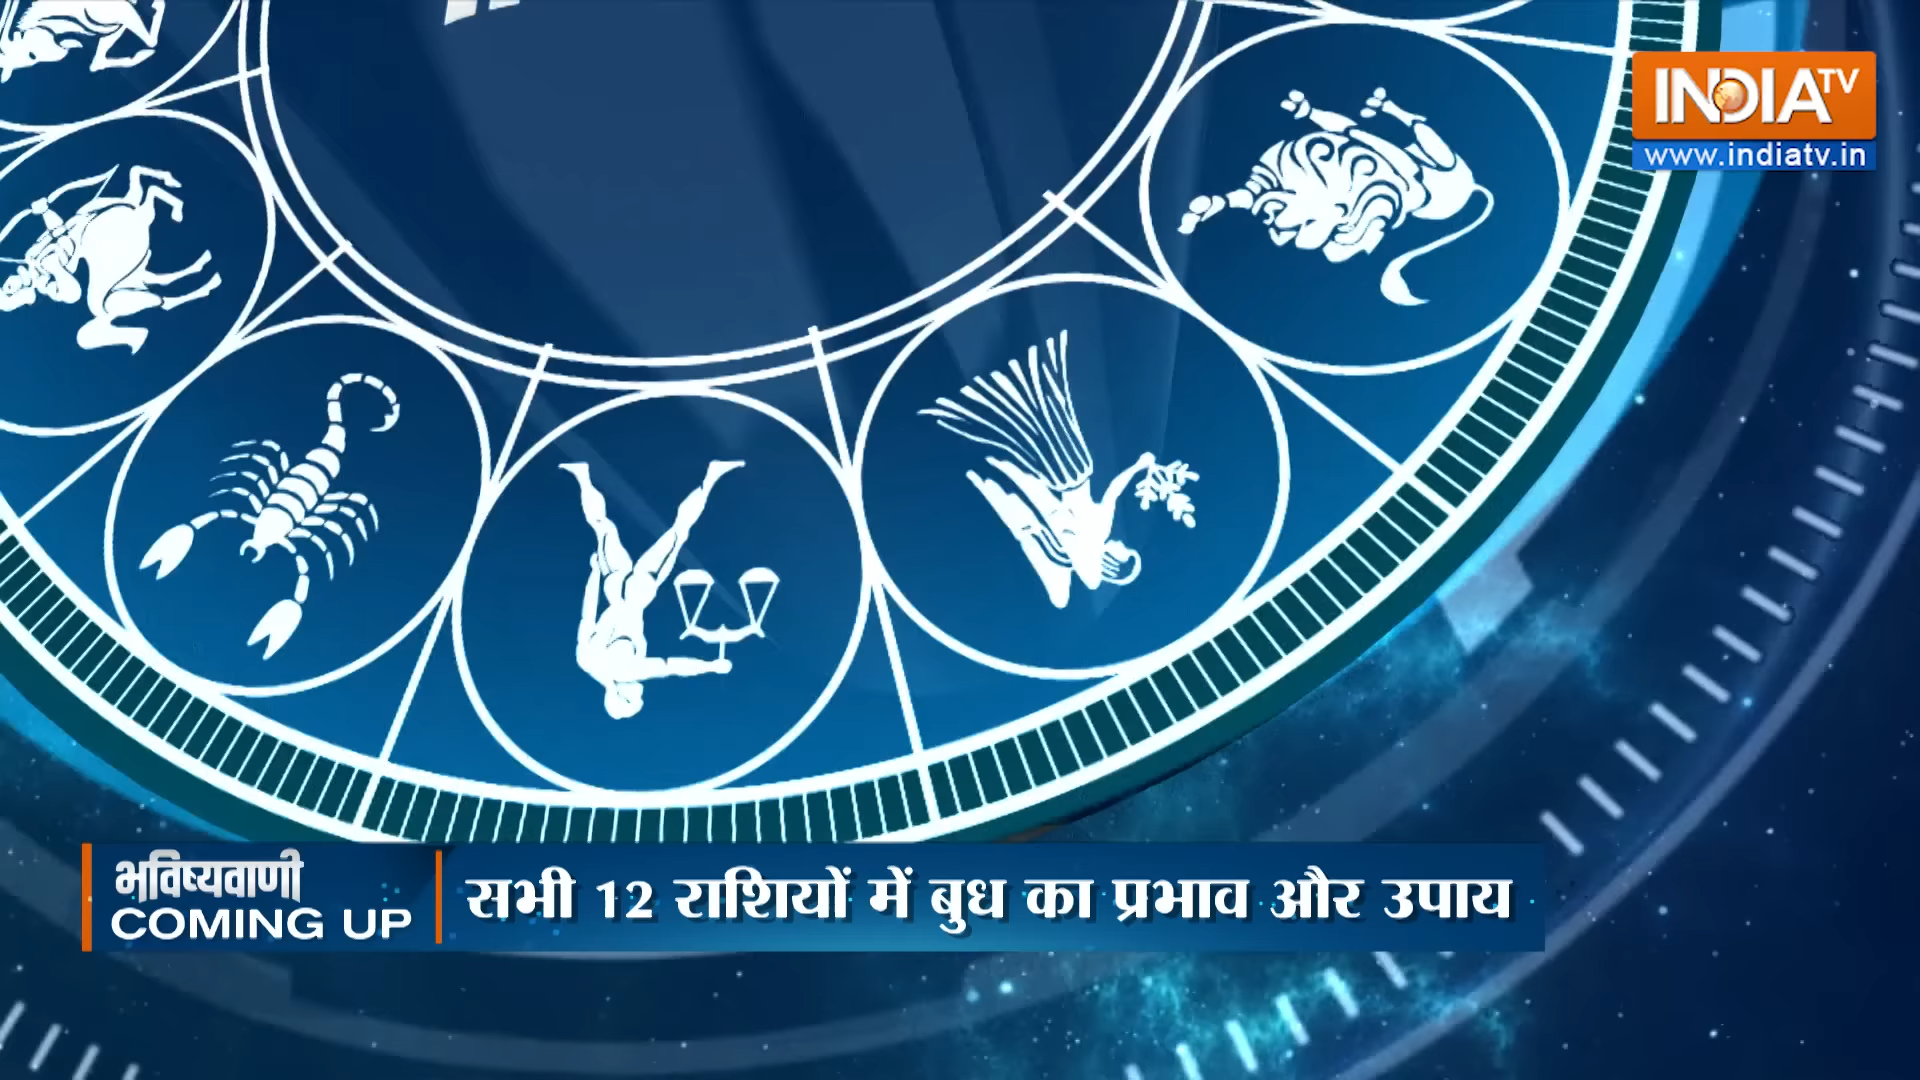 INDIA TV
www.indiatv.in
भविष्यवाणी
COMING UP
सभी 12 राशियों में बुध का प्रभाव और उपाय